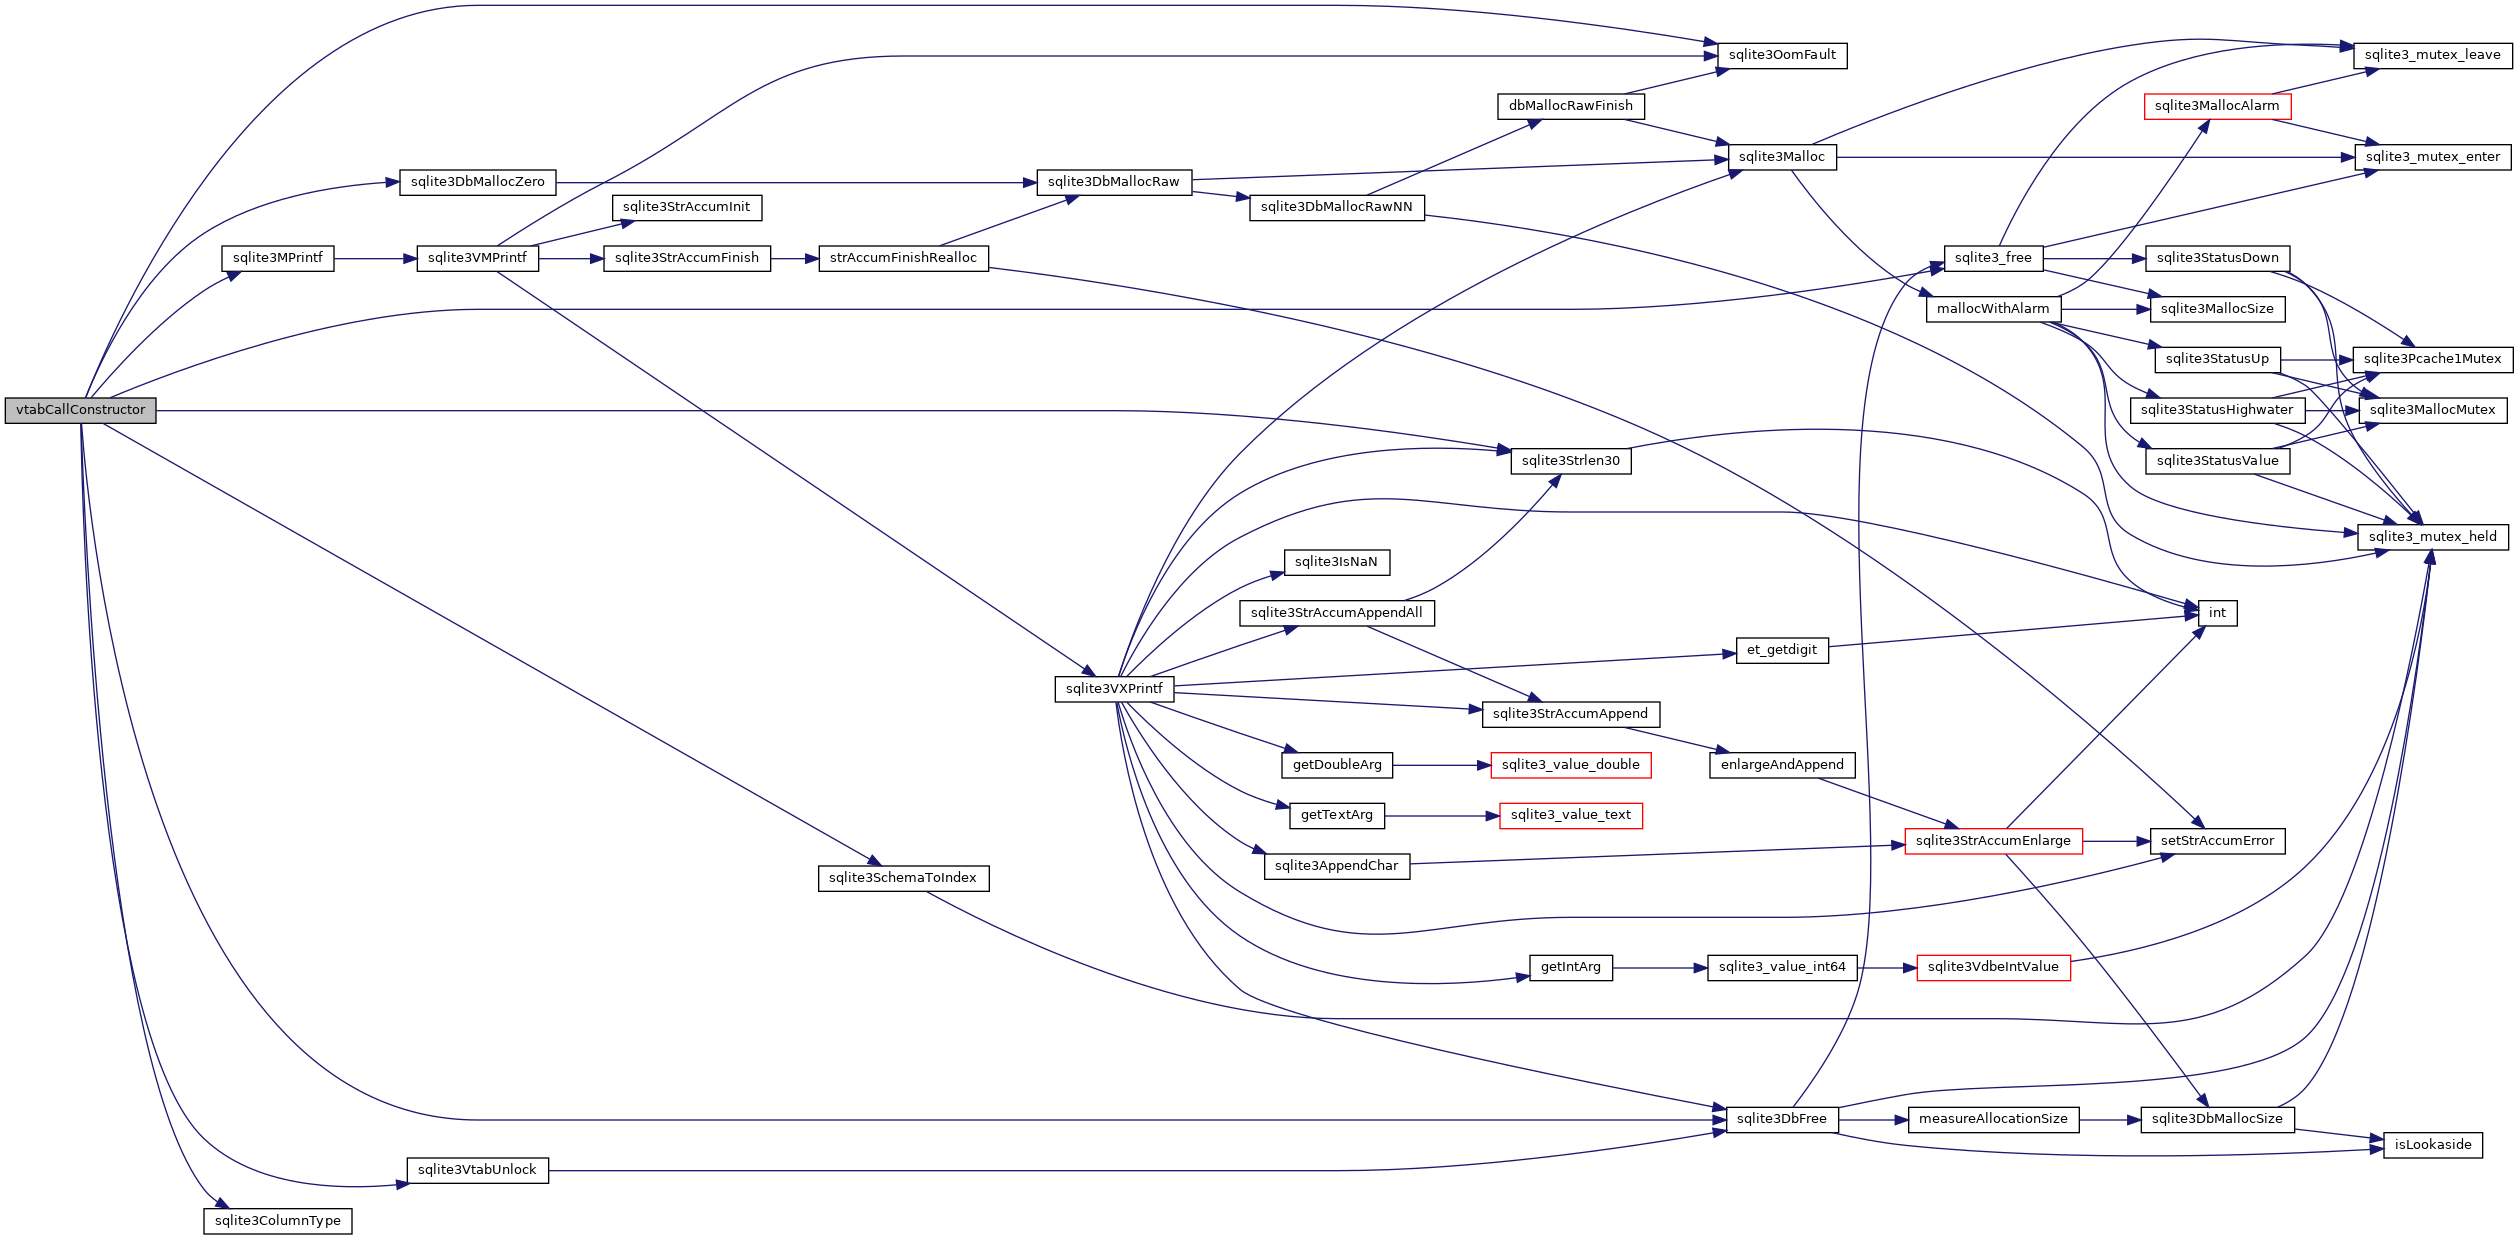 sqlite3OomFault
sqlite3_mutex_leave
dbMallocRawFinish
sqlite3MallocAlarm
sqlite3Malloc
sqlite3_mutex_enter
sqlite3DbMallocZero
sqlite3DbMallocRaw
sqlite3StrAccumInit
sqlite3DbMallocRawNN
sqlite3MPrintf
sqlite3VMPrintf
sqlite3StrAccumFinish
strAccumFinishRealloc
sqlite3_free
sqlite3StatusDown
mallocWithAlarm
sqlite3MallocSize
sqlite3StatusUp
sqlite3Pcache1Mutex
vtabCallConstructor
sqlite3StatusHighwater
sqlite3MallocMutex
sqlite3Strlen30
sqlite3StatusValue
sqlite3_mutex_held
sqlite3IsNaN
sqlite3StrAccumAppendAll
int
et_getdigit
sqlite3VXPrintf
sqlite3StrAccumAppend
getDoubleArg
sqlite3_value_double
enlargeAndAppend
getTextArg
sqlite3_value_text
sqlite3StrAccumEnlarge
setStrAccumError
sqlite3AppendChar
sqlite3SchemaToIndex
getIntArg
sqlite3_value_int64
sqlite3VdbeIntValue
sqlite3DbFree
measureAllocationSize
sqlite3DbMallocSize
isLookaside
sqlite3VtabUnlock
sqlite3ColumnType